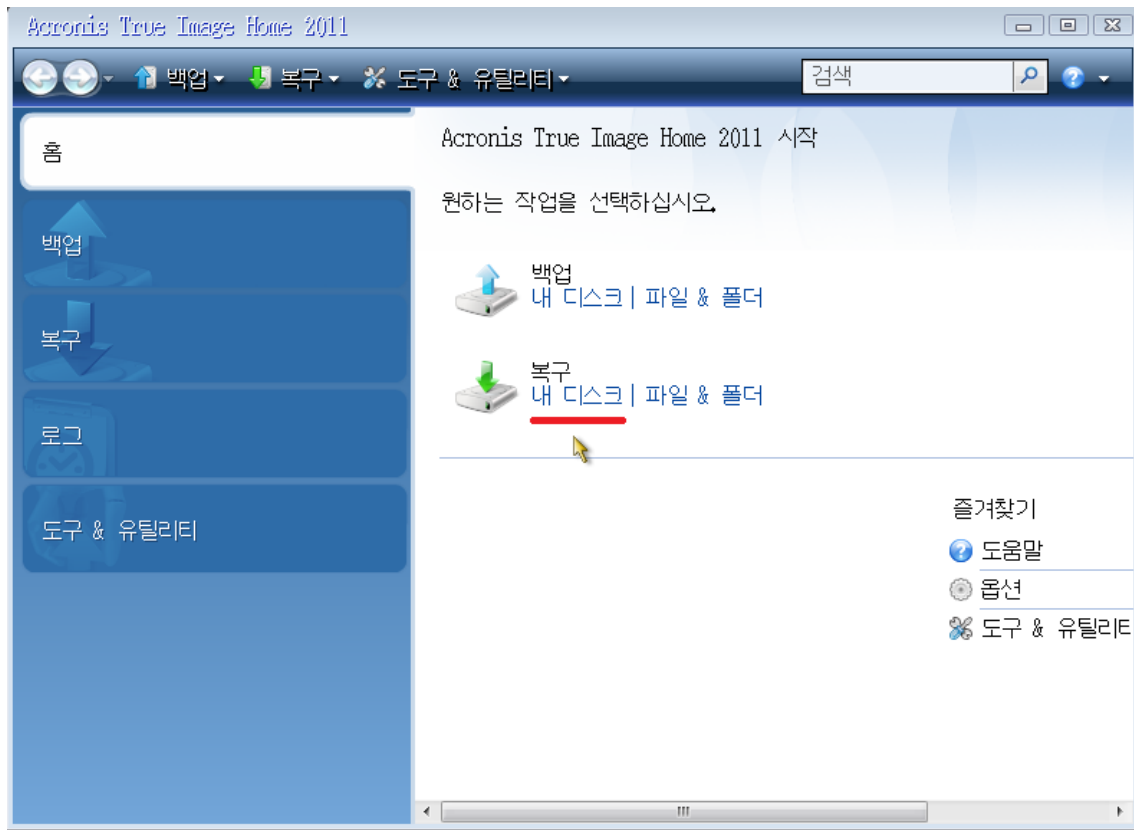 Acronis True Image Home 2011
백업 복구 도구 & 유틸리티 검색
홈
백업
복구
로그
도구 & 유틸리티
Acronis True Image Home 2011 시작
원하는 작업을 선택하십시오.
백업
내 디스크 | 파일 & 폴더
복구
내 디스크 | 파일 & 폴더
즐겨찾기
도움말
옵션
도구 & 유틸리티